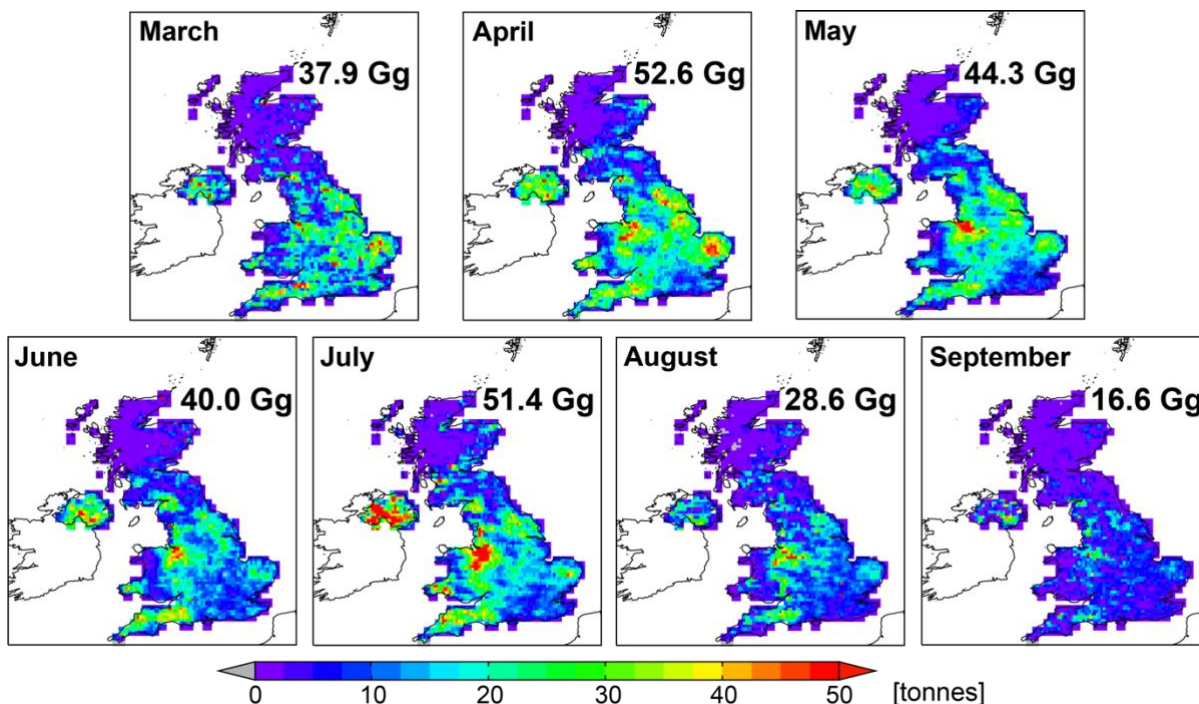 March
37.9 Gg
April
52.6 Gg
May
44.3 Gg
June
40.0 Gg
July
51.4 Gg
August
28.6 Gg
September
16.6 Gg
0 10 20 30 40 50 [tonnes]